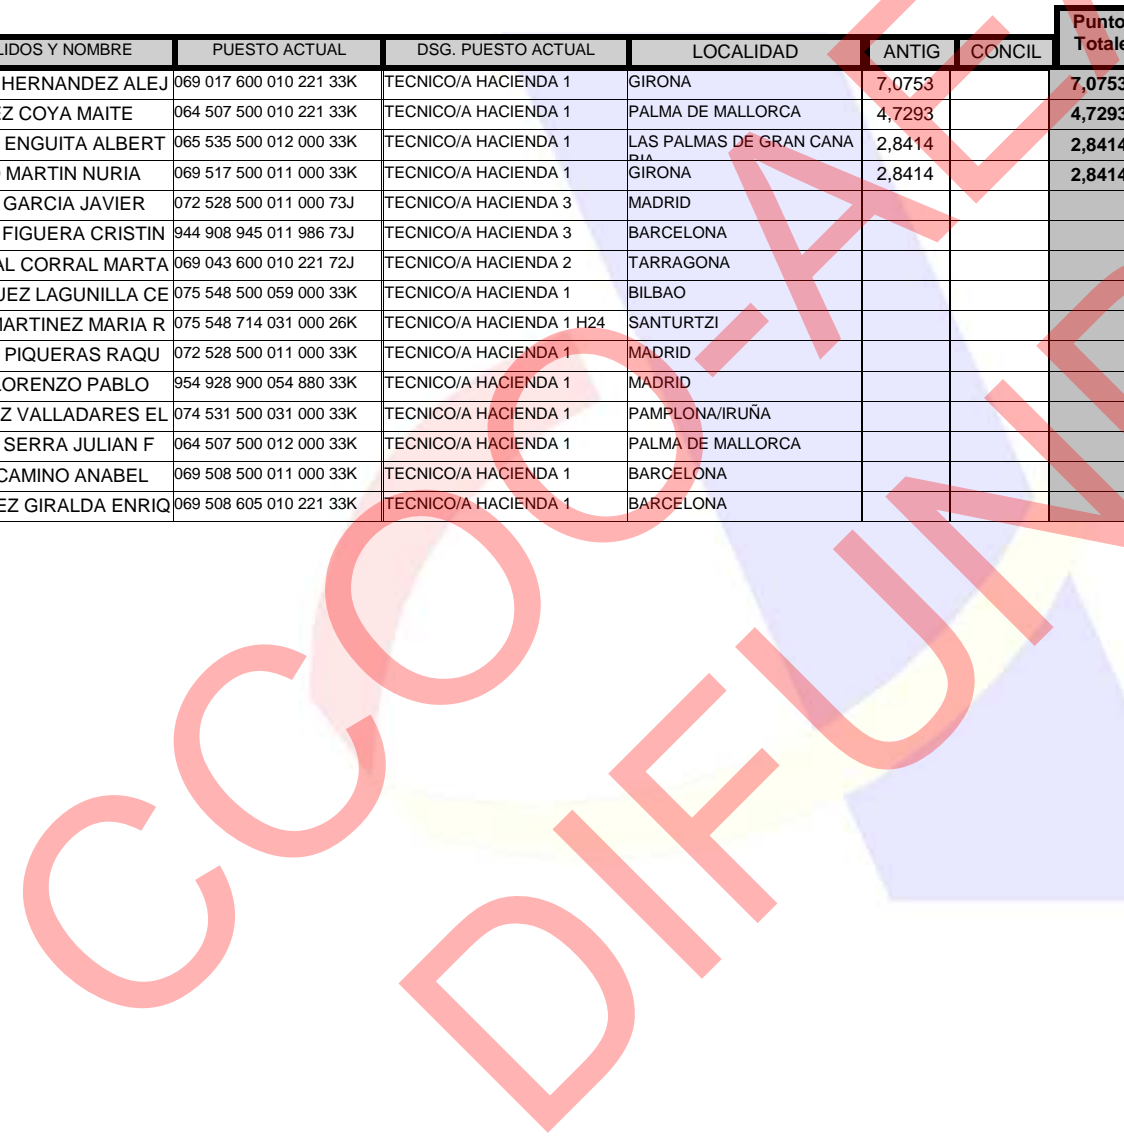 Punto
LIDOS Y NOMBRE PUESTO ACTUAL DSG. PUESTO ACTUAL LOCALIDAD ANTIG CONCIL Totale
HERNANDEZ ALEJ 069 017 600 010 221 33K TECNICO/A HACIENDA 1 GIRONA 7,0753 7,0753
EZ COYA MAITE 064 507 500 010 221 33K TECNICO/A HACIENDA 1 PALMA DE MALLORCA 4,7293 4,7293
ENGUITA ALBERT 065 535 500 012 000 33K TECNICO/A HACIENDA 1 LAS PALMAS DE GRAN CANA 2,8414 2,8414
RIA
MARTIN NURIA 069 517 500 011 000 33K TECNICO/A HACIENDA 1 GIRONA 2,8414 2,8414
GARCIA JAVIER 072 528 500 011 000 73J TECNICO/A HACIENDA 3 MADRID
FIGUERA CRISTIN 944 908 945 011 986 73J TECNICO/A HACIENDA 3 BARCELONA
AL CORRAL MARTA 069 043 600 010 221 72J TECNICO/A HACIENDA 2 TARRAGONA
UEZ LAGUNILLA CE 075 548 500 059 000 33K TECNICO/A HACIENDA 1 BILBAO
MARTINEZ MARIA R 075 548 714 031 000 26K TECNICO/A HACIENDA 1 H24 SANTURTZI
PIQUERAS RAQU 072 528 500 011 000 33K TECNICO/A HACIENDA 1 MADRID
LORENZO PABLO 954 928 900 054 880 33K TECNICO/A HACIENDA 1 MADRID
Z VALLADARES EL 074 531 500 031 000 33K TECNICO/A HACIENDA 1 PAMPLONA/IRUÑA
SERRA JULIAN F 064 507 500 012 000 33K TECNICO/A HACIENDA 1 PALMA DE MALLORCA
CAMINO ANABEL 069 508 500 011 000 33K TECNICO/A HACIENDA 1 BARCELONA
EZ GIRALDA ENRIQ 069 508 605 010 221 33K TECNICO/A HACIENDA 1 BARCELONA
CCOO-AE
DIFUN